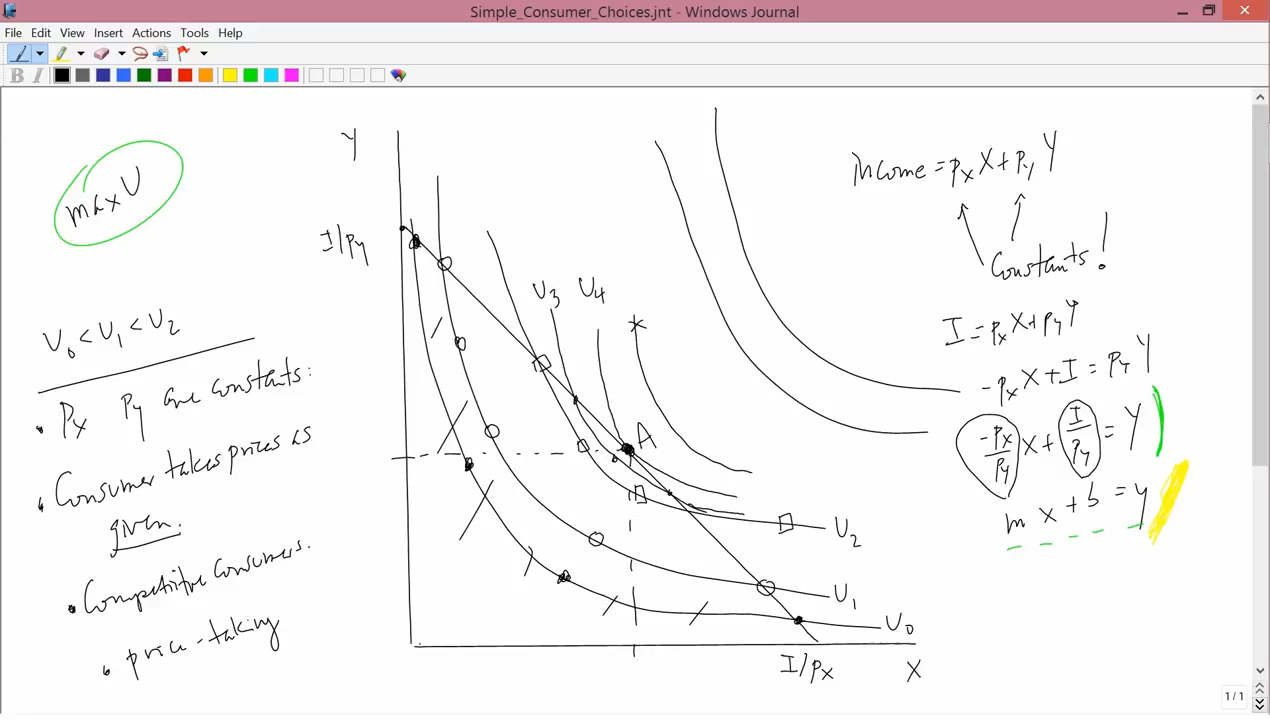 Simple_Consumer_Choices.jnt - Windows Journal
File Edit View Insert Actions Tools Help
B I
max U
U0 < U1 < U2
• Px Py are constants:
• Consumer takes prices as
given.
• Competitive consumers.
• price-taking
Y
I/Py
U3 U4
A
U2
U1
U0
I/Px
X
Income = PxX + PyY
Constants!
I = PxX + PyY
-PxX + I = PyY
-Px/Py X + I/Py = Y
mx + b = y
1 / 1